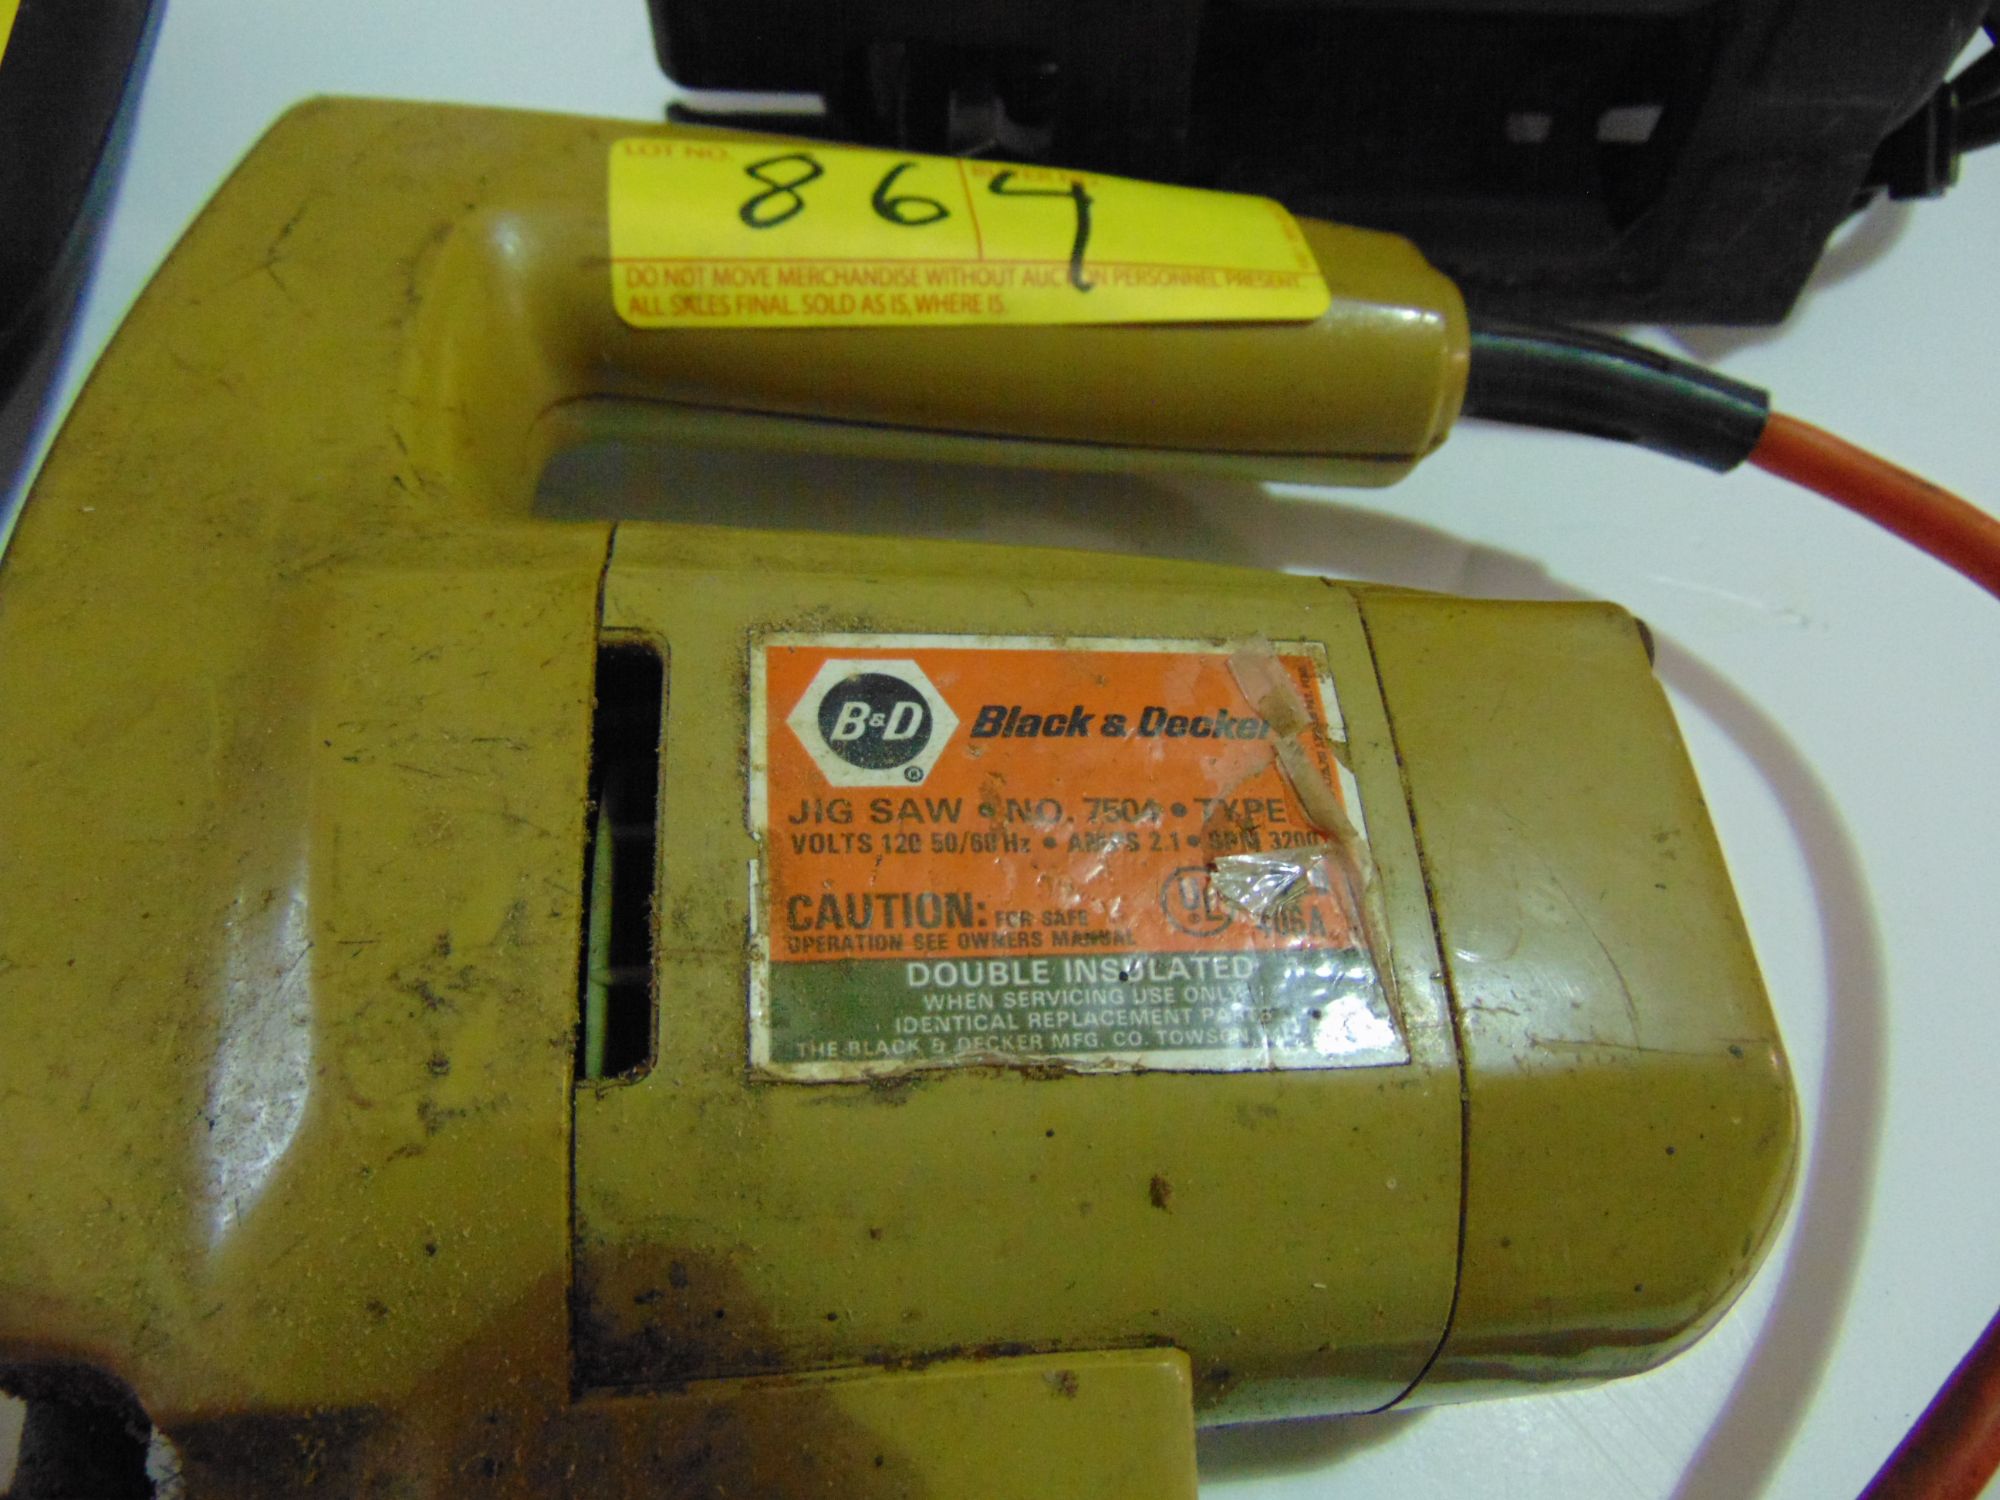 LOT NO.
864
DO NOT MOVE MERCHANDISE WITHOUT AUCTION PERSONNEL PRESENT.
ALL SALES FINAL. SOLD AS IS, WHERE IS.
B&D
®
Black & Decker
JIG SAW • NO. 7504 • TYPE
VOLTS 120 50/60 Hz • AMPS 2.1 • SPM 3200
CAUTION: FOR SAFE
OPERATION SEE OWNERS MANUAL
UL
406A
DOUBLE INSULATED
WHEN SERVICING USE ONLY
IDENTICAL REPLACEMENT PARTS
THE BLACK & DECKER MFG. CO. TOWSON,